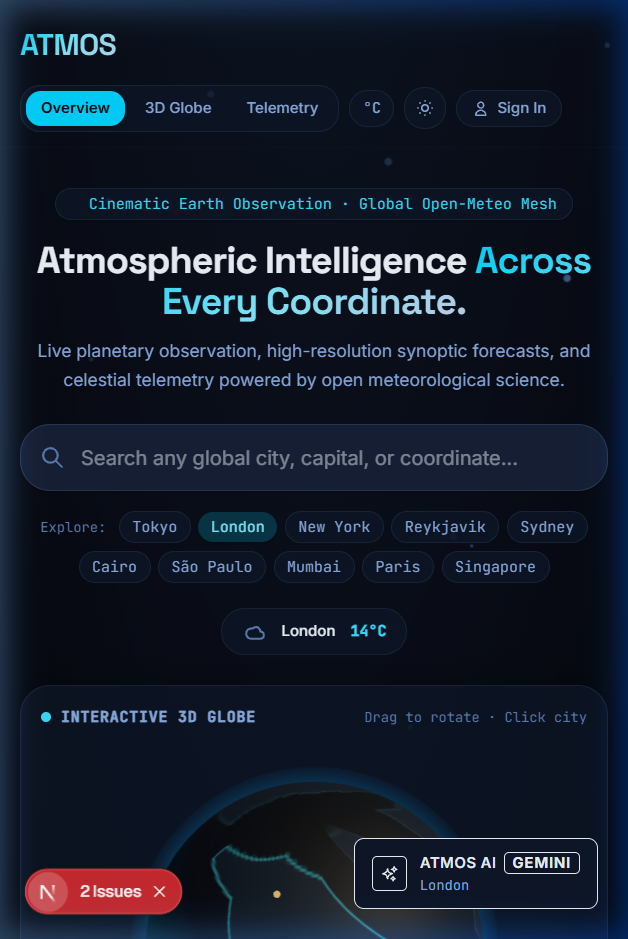 ATMOS
Overview 3D Globe Telemetry °C Sign In
Cinematic Earth Observation · Global Open-Meteo Mesh
Atmospheric Intelligence Across
Every Coordinate.
Live planetary observation, high-resolution synoptic forecasts, and
celestial telemetry powered by open meteorological science.
Search any global city, capital, or coordinate...
Explore: Tokyo London New York Reykjavik Sydney
Cairo São Paulo Mumbai Paris Singapore
London 14°C
INTERACTIVE 3D GLOBE Drag to rotate · Click city
ATMOS AI GEMINI
London
N 2 Issues